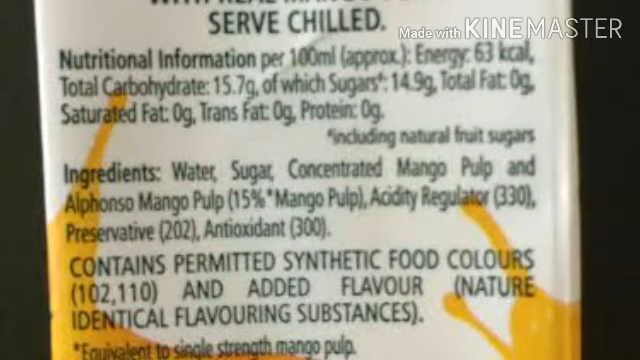 SERVE CHILLED.
Made with KINEMASTER
Nutritional Information per 100ml (approx.): Energy: 63 kcal,
Total Carbohydrate: 15.7g, of which Sugars#: 14.9g, Total Fat: 0g,
Saturated Fat: 0g, Trans Fat: 0g, Protein: 0g.
#including natural fruit sugars
Ingredients: Water, Sugar, Concentrated Mango Pulp and
Alphonso Mango Pulp (15%*Mango Pulp), Acidity Regulator (330),
Preservative (202), Antioxidant (300).
CONTAINS PERMITTED SYNTHETIC FOOD COLOURS
(102,110) AND ADDED FLAVOUR (NATURE
IDENTICAL FLAVOURING SUBSTANCES).
*Equivalent to single strength mango pulp.